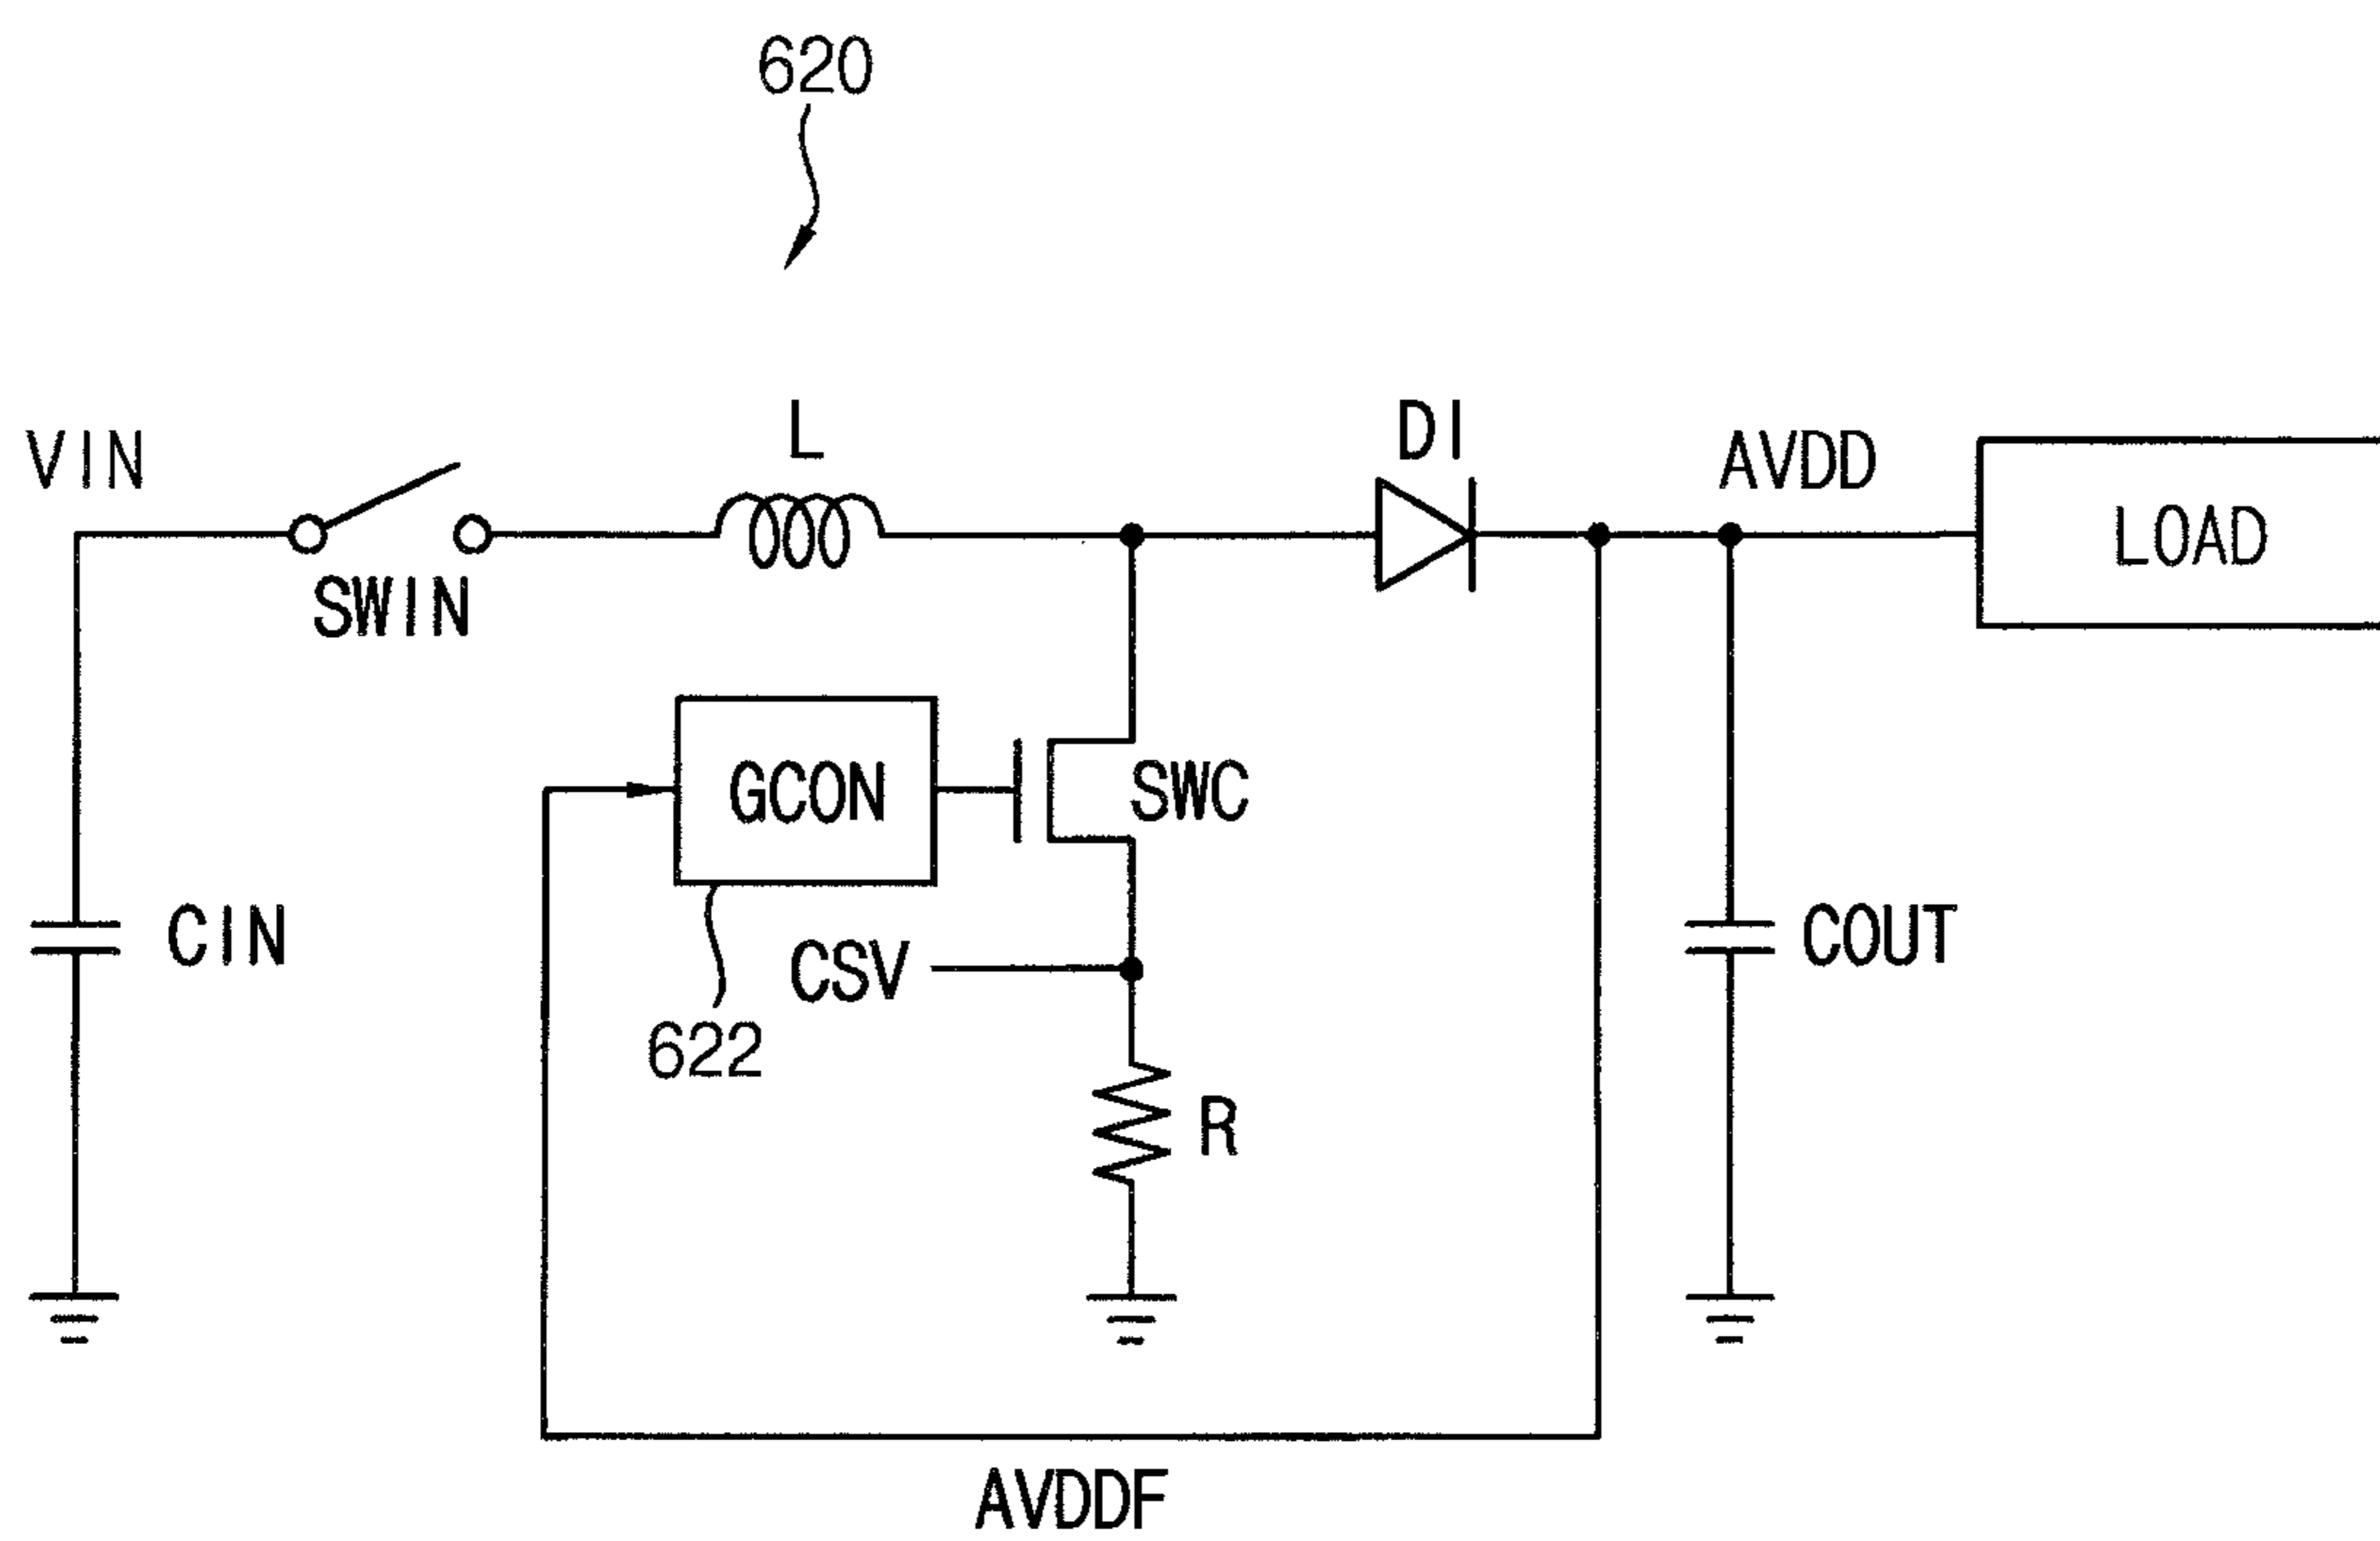 620
VIN
SWIN
L
DI
AVDD
LOAD
GCON
SWC
CIN
CSV
COUT
622
R
AVDDF